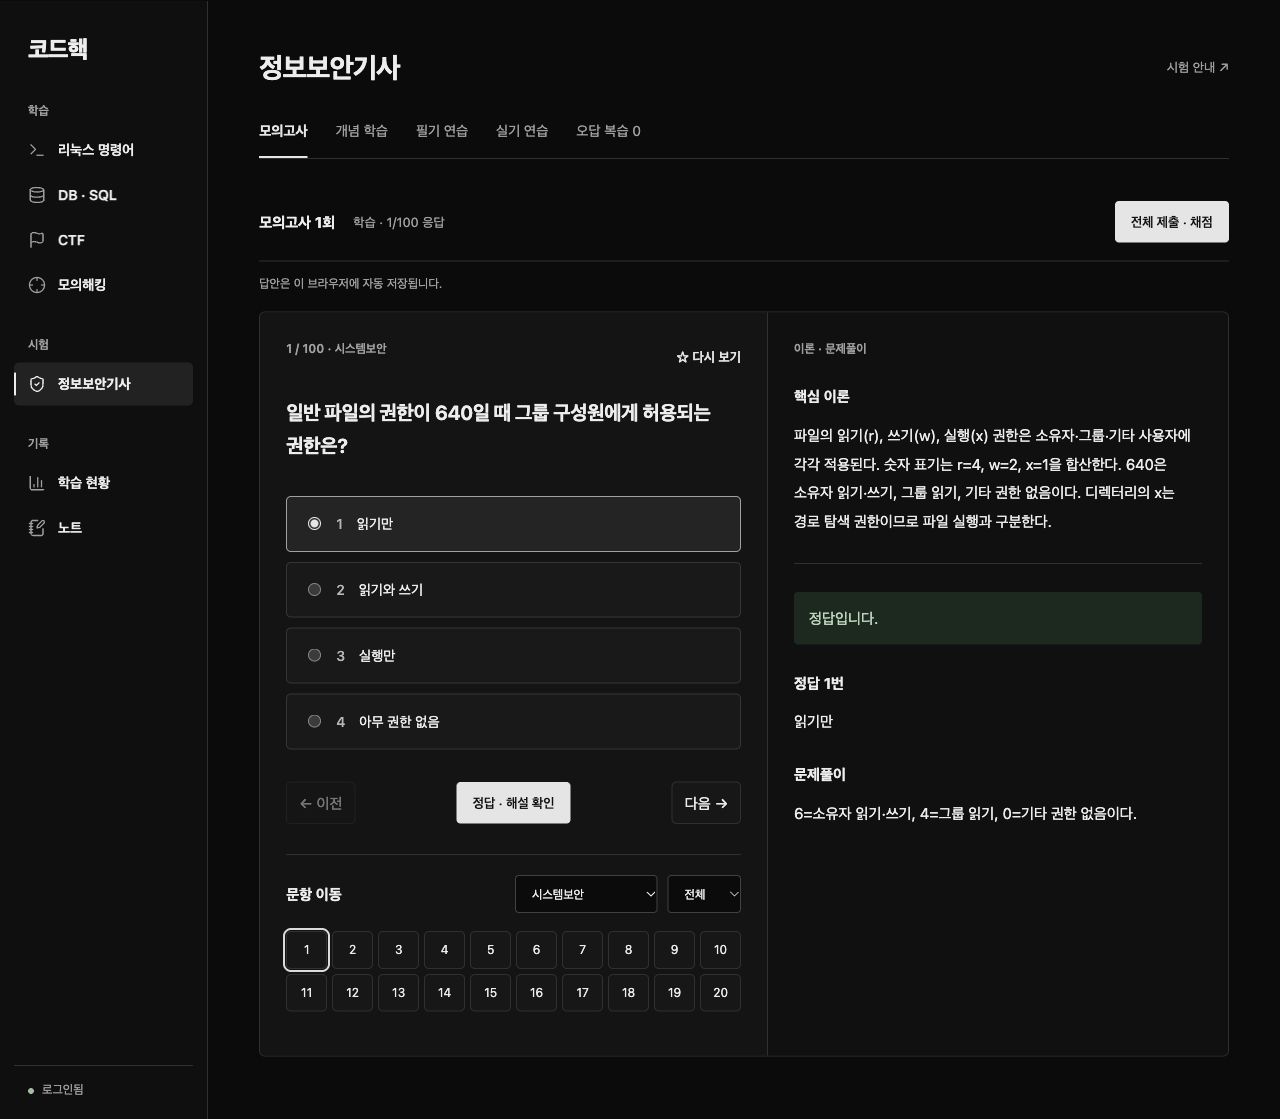 코드핵
학습
리눅스 명령어
DB · SQL
CTF
모의해킹
시험
정보보안기사
기록
학습 현황
노트
로그인됨
정보보안기사
시험 안내 ↗
모의고사 개념 학습 필기 연습 실기 연습 오답 복습 0
모의고사 1회 학습 · 1/100 응답
전체 제출 · 채점
답안은 이 브라우저에 자동 저장됩니다.
1 / 100 · 시스템보안
☆ 다시 보기
일반 파일의 권한이 640일 때 그룹 구성원에게 허용되는
권한은?
1 읽기만
2 읽기와 쓰기
3 실행만
4 아무 권한 없음
← 이전
정답 · 해설 확인
다음 →
문항 이동
시스템보안
전체
1 2 3 4 5 6 7 8 9 10
11 12 13 14 15 16 17 18 19 20
이론 · 문제풀이
핵심 이론
파일의 읽기(r), 쓰기(w), 실행(x) 권한은 소유자·그룹·기타 사용자에
각각 적용된다. 숫자 표기는 r=4, w=2, x=1을 합산한다. 640은
소유자 읽기·쓰기, 그룹 읽기, 기타 권한 없음이다. 디렉터리의 x는
경로 탐색 권한이므로 파일 실행과 구분한다.
정답입니다.
정답 1번
읽기만
문제풀이
6=소유자 읽기·쓰기, 4=그룹 읽기, 0=기타 권한 없음이다.